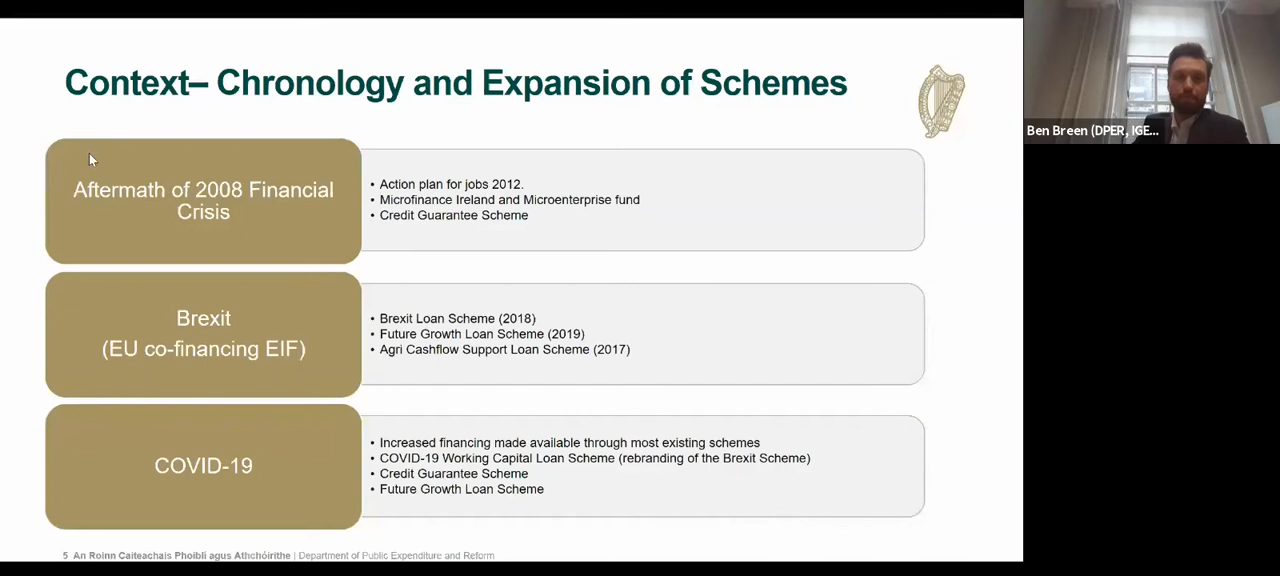 Context– Chronology and Expansion of Schemes
Ben Breen (DPER, IGE...
Aftermath of 2008 Financial
Crisis
• Action plan for jobs 2012.
• Microfinance Ireland and Microenterprise fund
• Credit Guarantee Scheme
Brexit
(EU co-financing EIF)
• Brexit Loan Scheme (2018)
• Future Growth Loan Scheme (2019)
• Agri Cashflow Support Loan Scheme (2017)
COVID-19
• Increased financing made available through most existing schemes
• COVID-19 Working Capital Loan Scheme (rebranding of the Brexit Scheme)
• Credit Guarantee Scheme
• Future Growth Loan Scheme
5 An Roinn Caiteachais Phoiblí agus Athchóirithe | Department of Public Expenditure and Reform